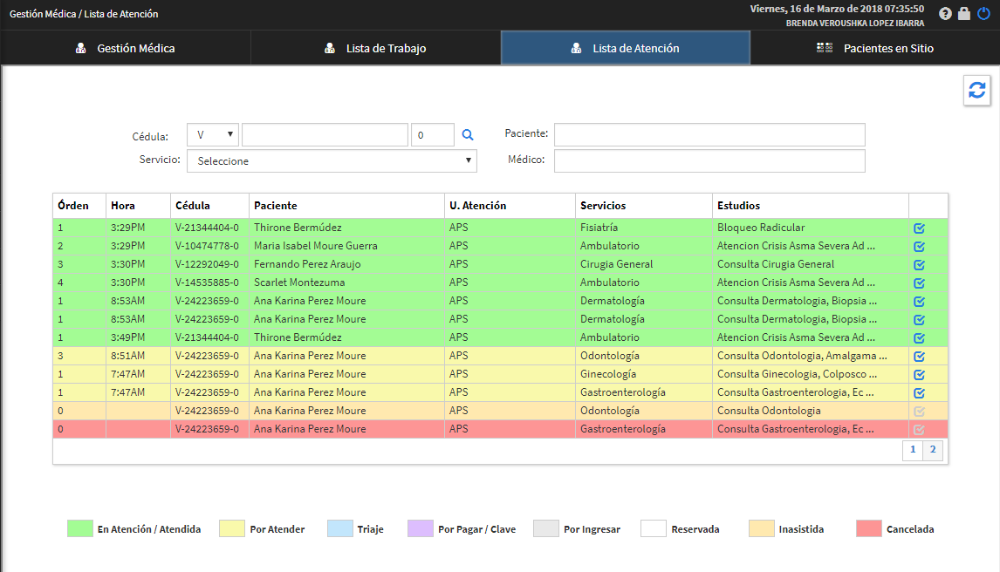 Gestión Médica / Lista de Atención
Viernes, 16 de Marzo de 2018 07:35:50
BRENDA VEROUSHKA LOPEZ IBARRA
Gestión Médica Lista de Trabajo Lista de Atención Pacientes en Sitio
Cédula: V 0 Paciente:
Servicio: Seleccione Médico:
Órden Hora Cédula Paciente U. Atención Servicios Estudios
1 3:29PM V-21344404-0 Thirone Bermúdez APS Fisiatría Bloqueo Radicular
2 3:29PM V-10474778-0 Maria Isabel Moure Guerra APS Ambulatorio Atencion Crisis Asma Severa Ad ...
3 3:30PM V-12292049-0 Fernando Perez Araujo APS Cirugia General Consulta Cirugia General
4 3:30PM V-14535885-0 Scarlet Montezuma APS Ambulatorio Atencion Crisis Asma Severa Ad ...
1 8:53AM V-24223659-0 Ana Karina Perez Moure APS Dermatología Consulta Dermatologia, Biopsia ...
1 8:53AM V-24223659-0 Ana Karina Perez Moure APS Dermatología Consulta Dermatologia, Biopsia ...
1 3:49PM V-21344404-0 Thirone Bermúdez APS Ambulatorio Atencion Crisis Asma Severa Ad ...
3 8:51AM V-24223659-0 Ana Karina Perez Moure APS Odontología Consulta Odontologia, Amalgama ...
1 7:47AM V-24223659-0 Ana Karina Perez Moure APS Ginecología Consulta Ginecologia, Colposco ...
1 7:47AM V-24223659-0 Ana Karina Perez Moure APS Gastroenterología Consulta Gastroenterologia, Ec ...
0 V-24223659-0 Ana Karina Perez Moure APS Odontología Consulta Odontologia
0 V-24223659-0 Ana Karina Perez Moure APS Gastroenterología Consulta Gastroenterologia, Ec ...
1 2
En Atención / Atendida Por Atender Triaje Por Pagar / Clave Por Ingresar Reservada Inasistida Cancelada